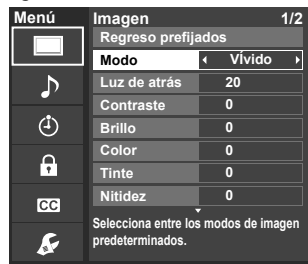 Menú
Imagen 1/2
Regreso prefijados
Modo Vívido
Luz de atrás 20
Contraste 0
Brillo 0
Color 0
Tinte 0
Nitidez 0
CC
Selecciona entre los modos de imagen
predeterminados.